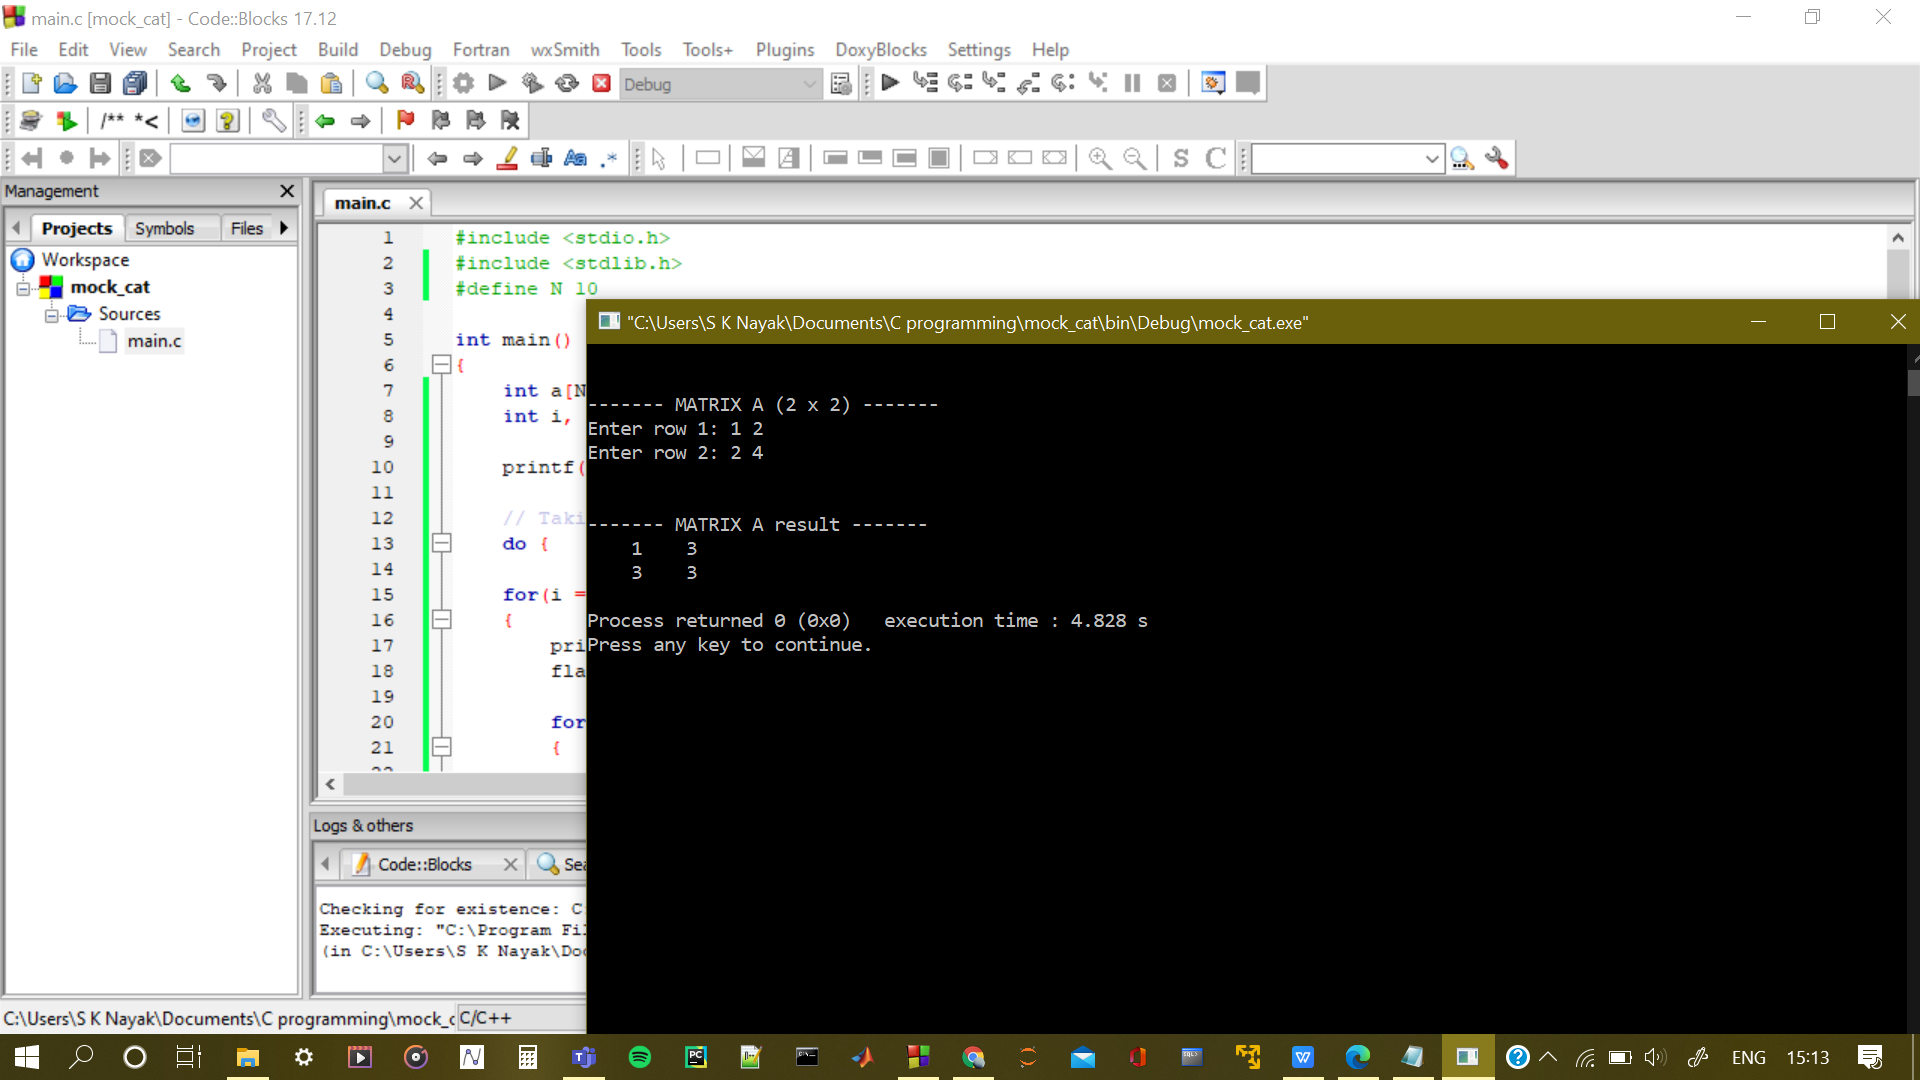 main.c [mock_cat] - Code::Blocks 17.12
File Edit View Search Project Build Debug Fortran wxSmith Tools Tools+ Plugins DoxyBlocks Settings Help
Debug
/** *<
Aa .*
S C
Management
Projects Symbols Files
Workspace
mock_cat
Sources
main.c
main.c
1 #include <stdio.h>
2 #include <stdlib.h>
3 #define N 10
4
5 int main()
6 {
7 int a[N
8 int i,
9
10 printf(
11
12 // Taki
13 do {
14
15 for(i =
16 {
17 pri
18 fla
19
20 for
21 {
"C:\Users\S K Nayak\Documents\C programming\mock_cat\bin\Debug\mock_cat.exe"
------- MATRIX A (2 x 2) -------
Enter row 1: 1 2
Enter row 2: 2 4
------- MATRIX A result -------
1 3
3 3
Process returned 0 (0x0) execution time : 4.828 s
Press any key to continue.
Logs & others
Code::Blocks
Sea
Checking for existence: C
Executing: "C:\Program Fil
(in C:\Users\S K Nayak\Doc
C:\Users\S K Nayak\Documents\C programming\mock_c C/C++
ENG 15:13